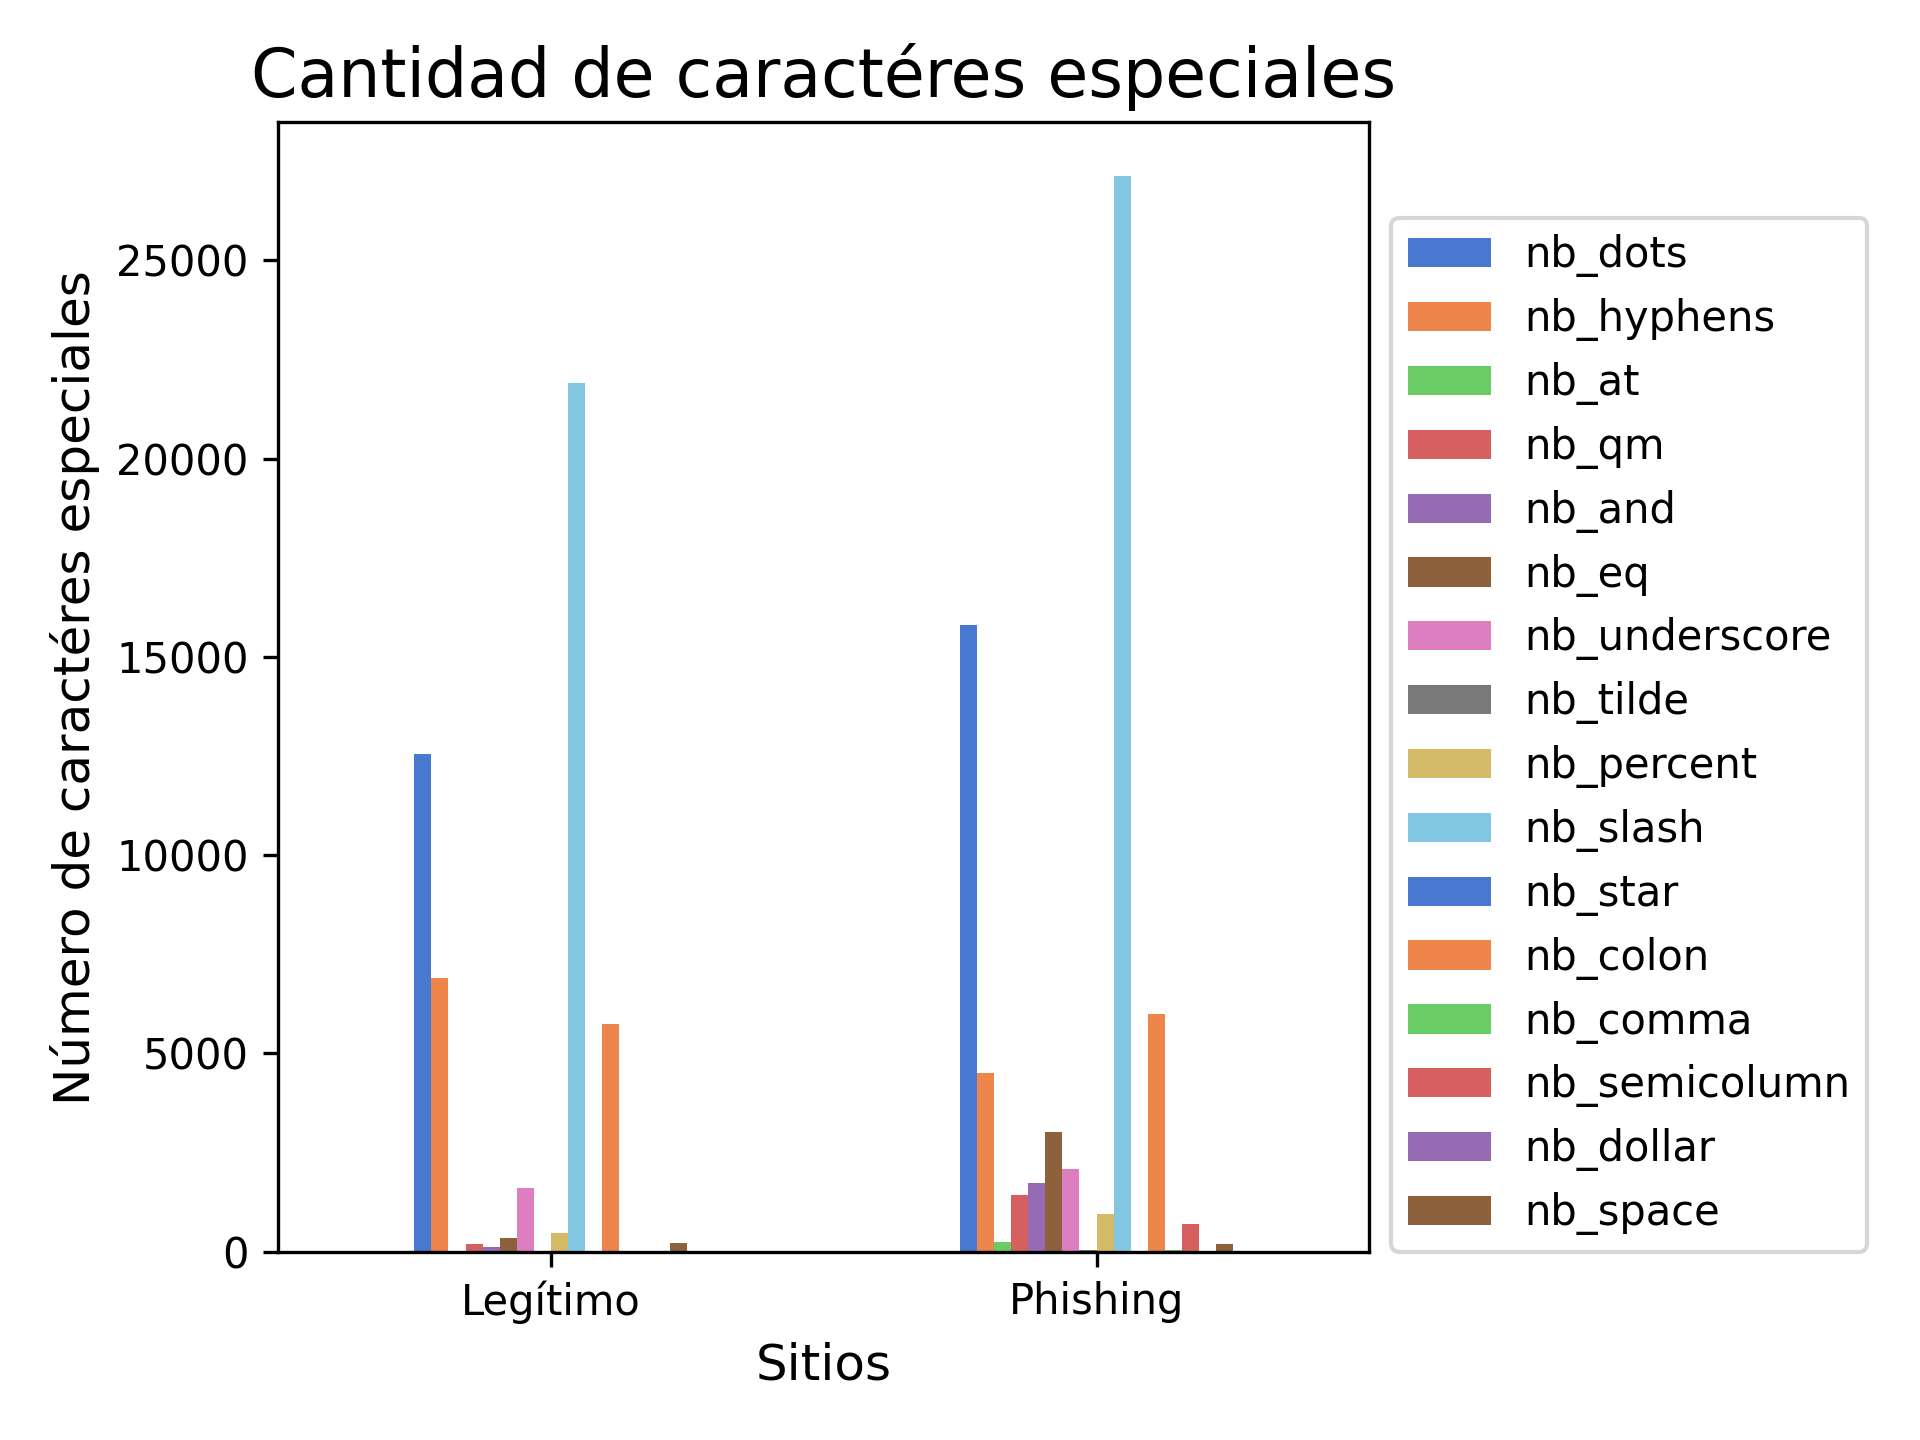 Cantidad de caractéres especiales
Número de caractéres especiales
25000
20000
15000
10000
5000
0
Legítimo
Phishing
Sitios
nb_dots
nb_hyphens
nb_at
nb_qm
nb_and
nb_eq
nb_underscore
nb_tilde
nb_percent
nb_slash
nb_star
nb_colon
nb_comma
nb_semicolumn
nb_dollar
nb_space